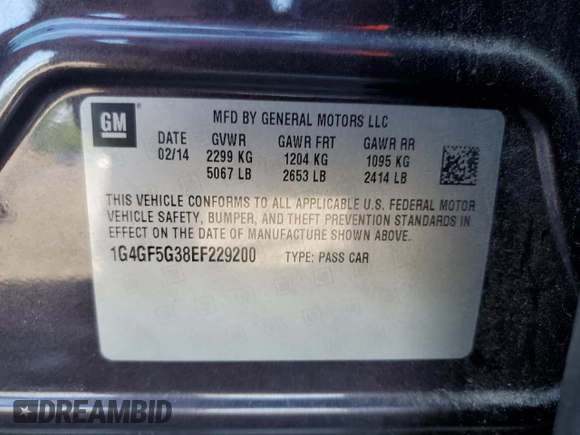 GM
MFD BY GENERAL MOTORS LLC
DATE GVWR GAWR FRT GAWR RR
02/14 2299 KG 1204 KG 1095 KG
5067 LB 2653 LB 2414 LB
THIS VEHICLE CONFORMS TO ALL APPLICABLE U.S. FEDERAL MOTOR
VEHICLE SAFETY, BUMPER, AND THEFT PREVENTION STANDARDS IN
EFFECT ON THE DATE OF MANUFACTURE SHOWN ABOVE.
1G4GF5G38EF229200 TYPE: PASS CAR
DREAMBID